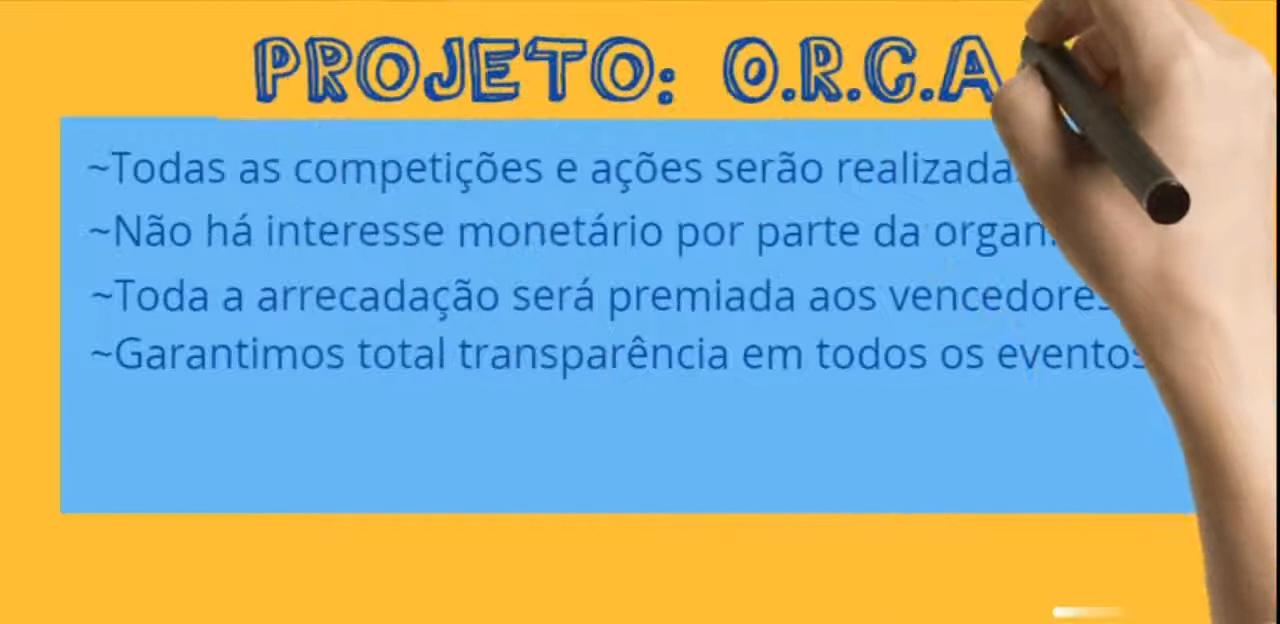 PROJETO: O.R.C.A
~Todas as competições e ações serão
~Não há interesse monetário por parte da
~Toda a arrecadação será premiada aos
~Garantimos total transparência em todos os eventos